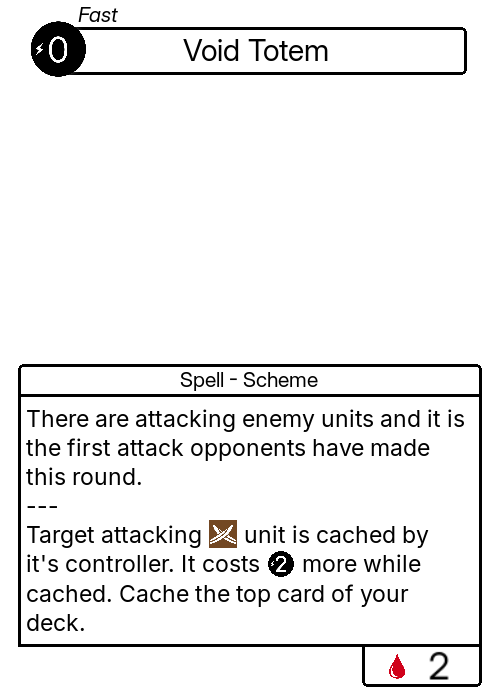 Fast
0
Void Totem
Spell - Scheme
There are attacking enemy units and it is
the first attack opponents have made
this round.
---
Target attacking unit is cached by
it's controller. It costs 2 more while
cached. Cache the top card of your
deck.
2